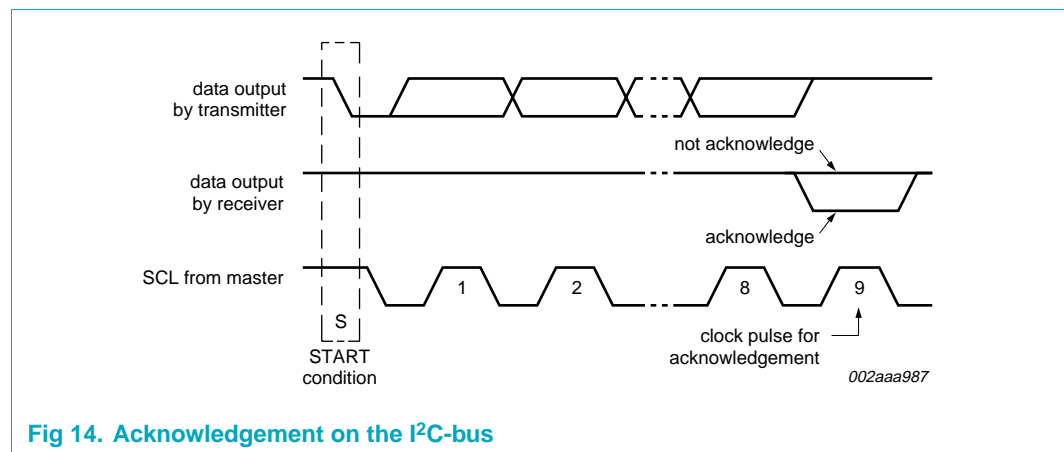 data output
by transmitter
not acknowledge
data output
by receiver
acknowledge
SCL from master
1
2
8
9
S
START
condition
clock pulse for
acknowledgement
002aaa987
Fig 14. Acknowledgement on the I²C-bus